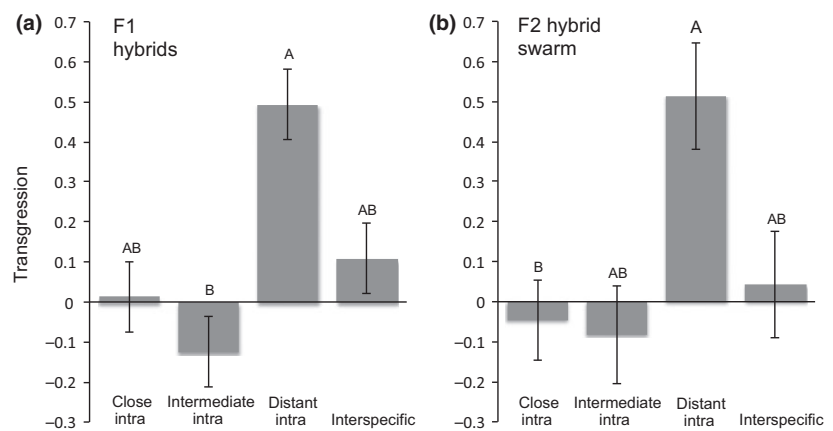 (a) F1
hybrids
Transgression
0.7
0.6
0.5
0.4
0.3
0.2
0.1
0
–0.1
–0.2
–0.3
AB
B
A
AB
Close
intra
Intermediate
intra
Distant
intra
Interspecific
(b) F2 hybrid
swarm
0.7
0.6
0.5
0.4
0.3
0.2
0.1
0
–0.1
–0.2
–0.3
B
AB
A
AB
Close
intra
Intermediate
intra
Distant
intra
Interspecific